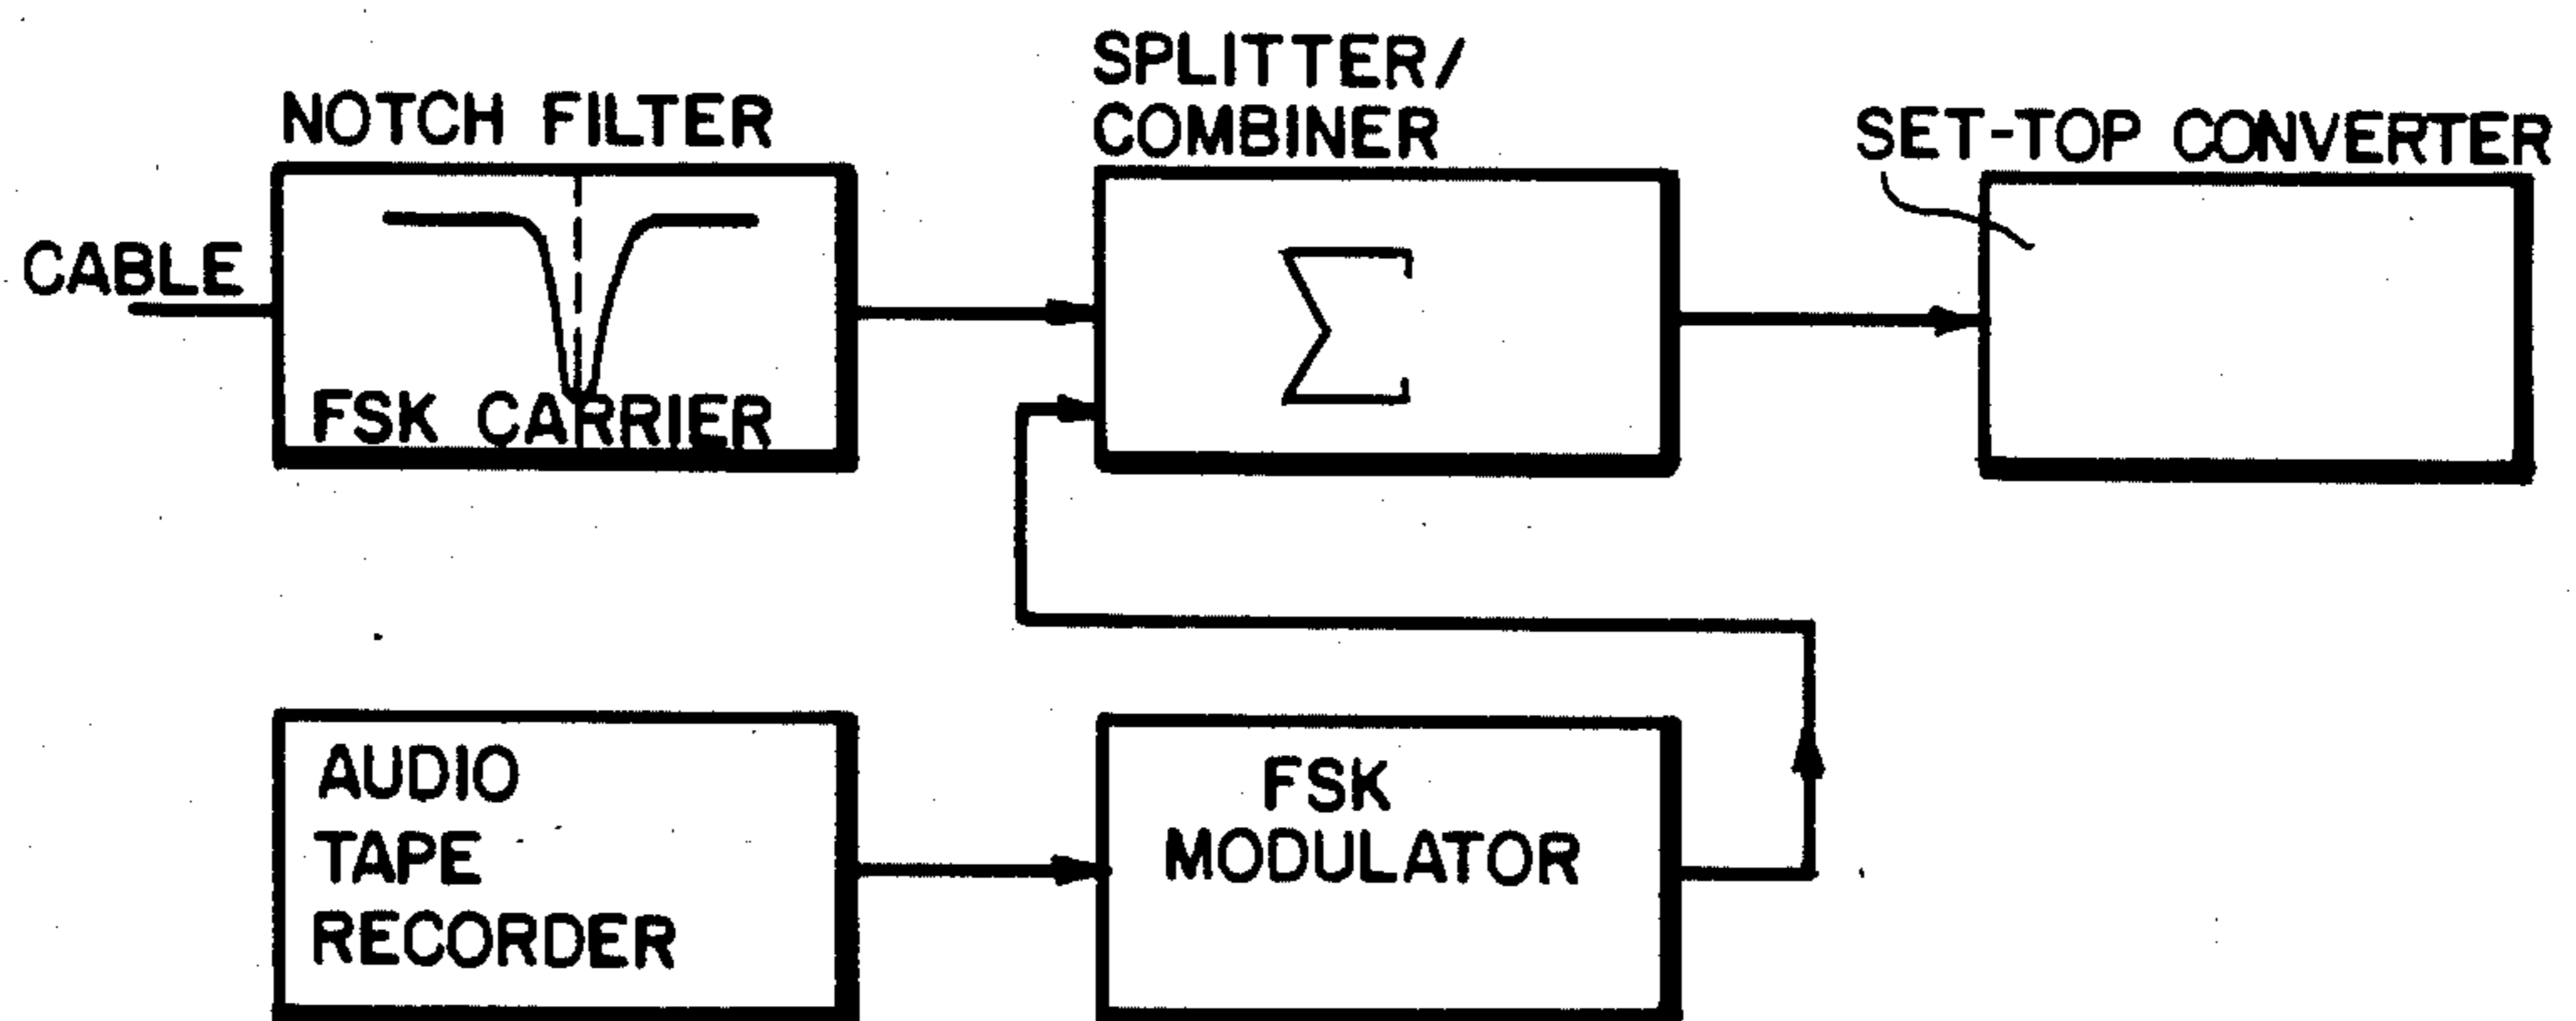 NOTCH FILTER
SPLITTER/
COMBINER
SET-TOP CONVERTER
CABLE
FSK CARRIER
Σ
AUDIO
TAPE
RECORDER
FSK
MODULATOR